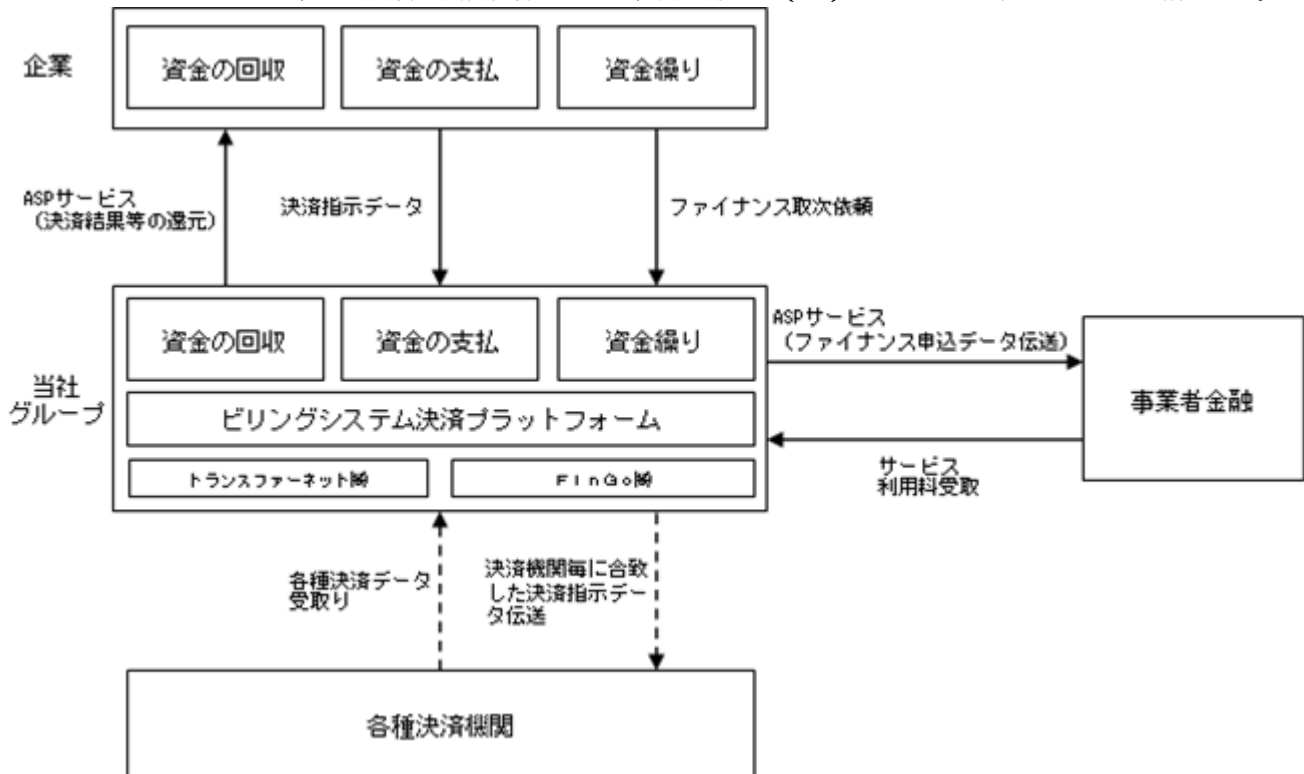 企業
資金の回収
資金の支払
資金繰り
ASPサービス
(決済結果等の還元)
決済指示データ
ファイナンス取次依頼
当社
グループ
資金の回収
資金の支払
資金繰り
ビリングシステム決済プラットフォーム
トランスファーネット㈱
FinGo㈱
ASPサービス
(ファイナンス申込データ伝送)
事業者金融
サービス
利用料受取
各種決済データ
受取り
決済機関毎に合致
した決済指示デー
タ伝送
各種決済機関